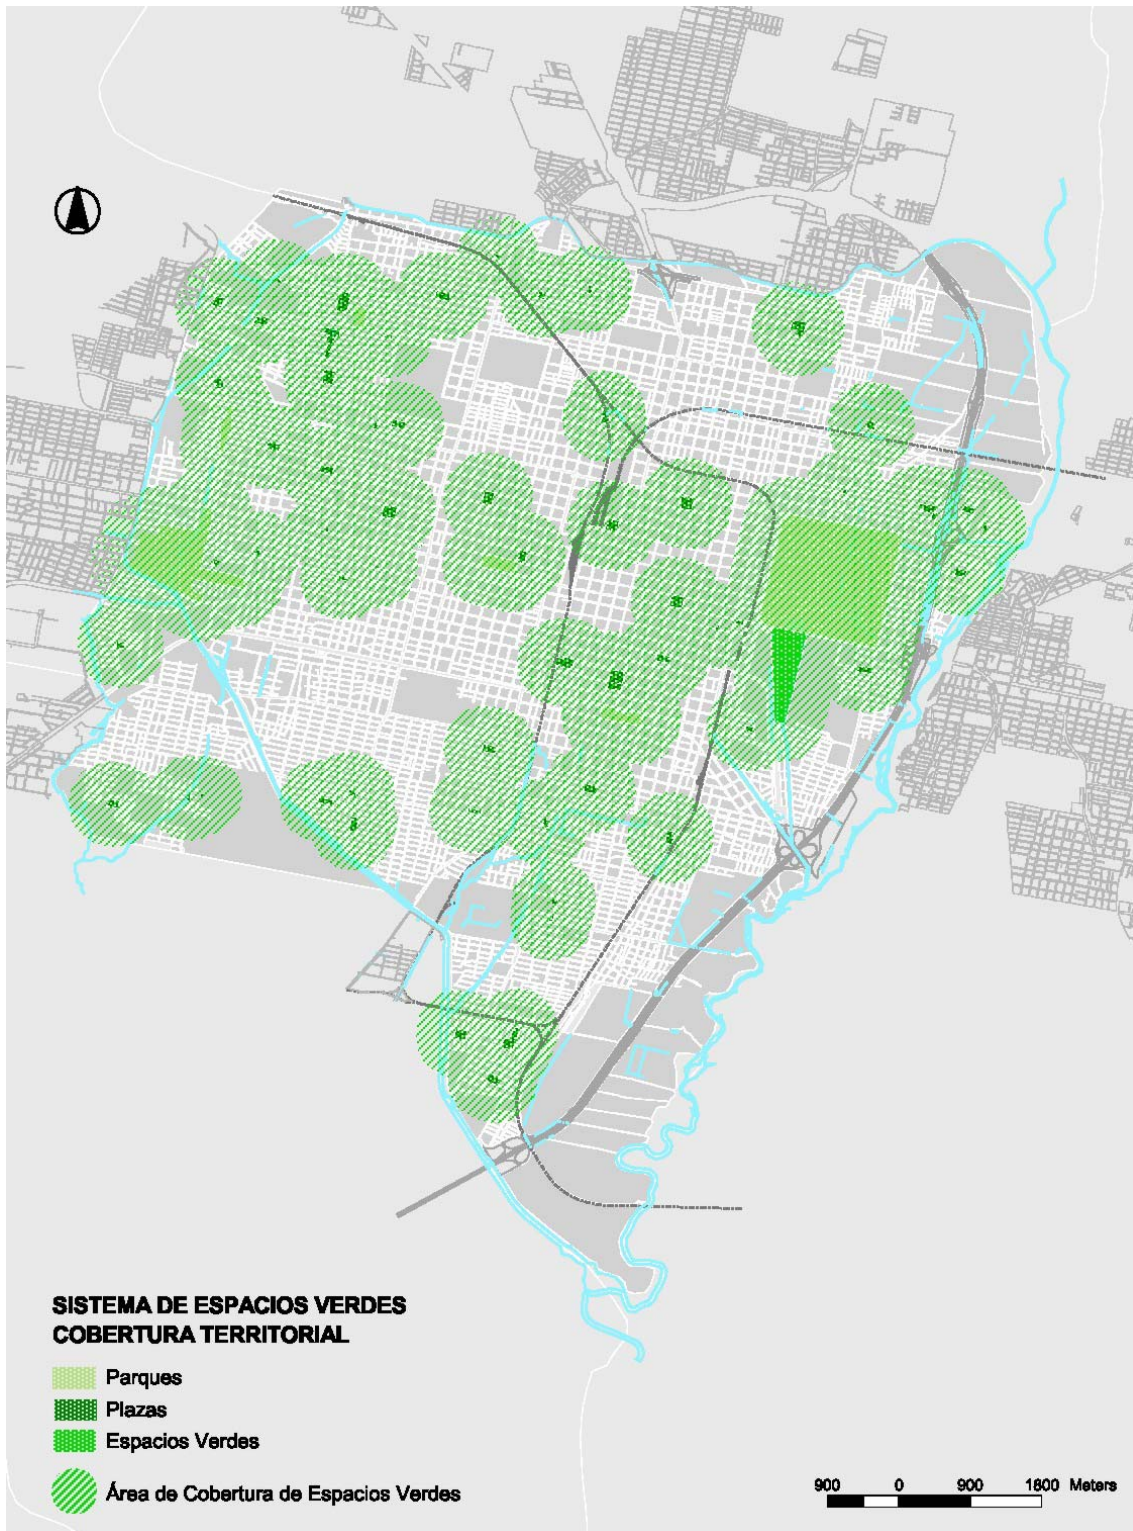 SISTEMA DE ESPACIOS VERDES
COBERTURA TERRITORIAL
Parques
Plazas
Espacios Verdes
Área de Cobertura de Espacios Verdes
900 0 900 1800 Meters